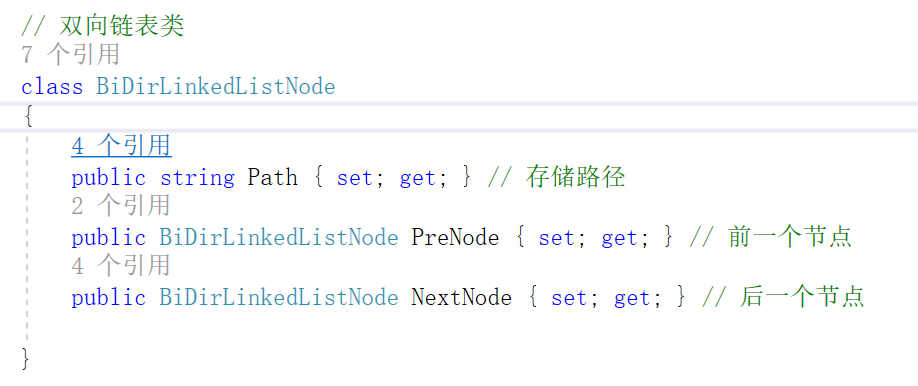 // 双向链表类
7 个引用
class BiDirLinkedListNode
{
4 个引用
public string Path { set; get; } // 存储路径
2 个引用
public BiDirLinkedListNode PreNode { set; get; } // 前一个节点
4 个引用
public BiDirLinkedListNode NextNode { set; get; } // 后一个节点
}